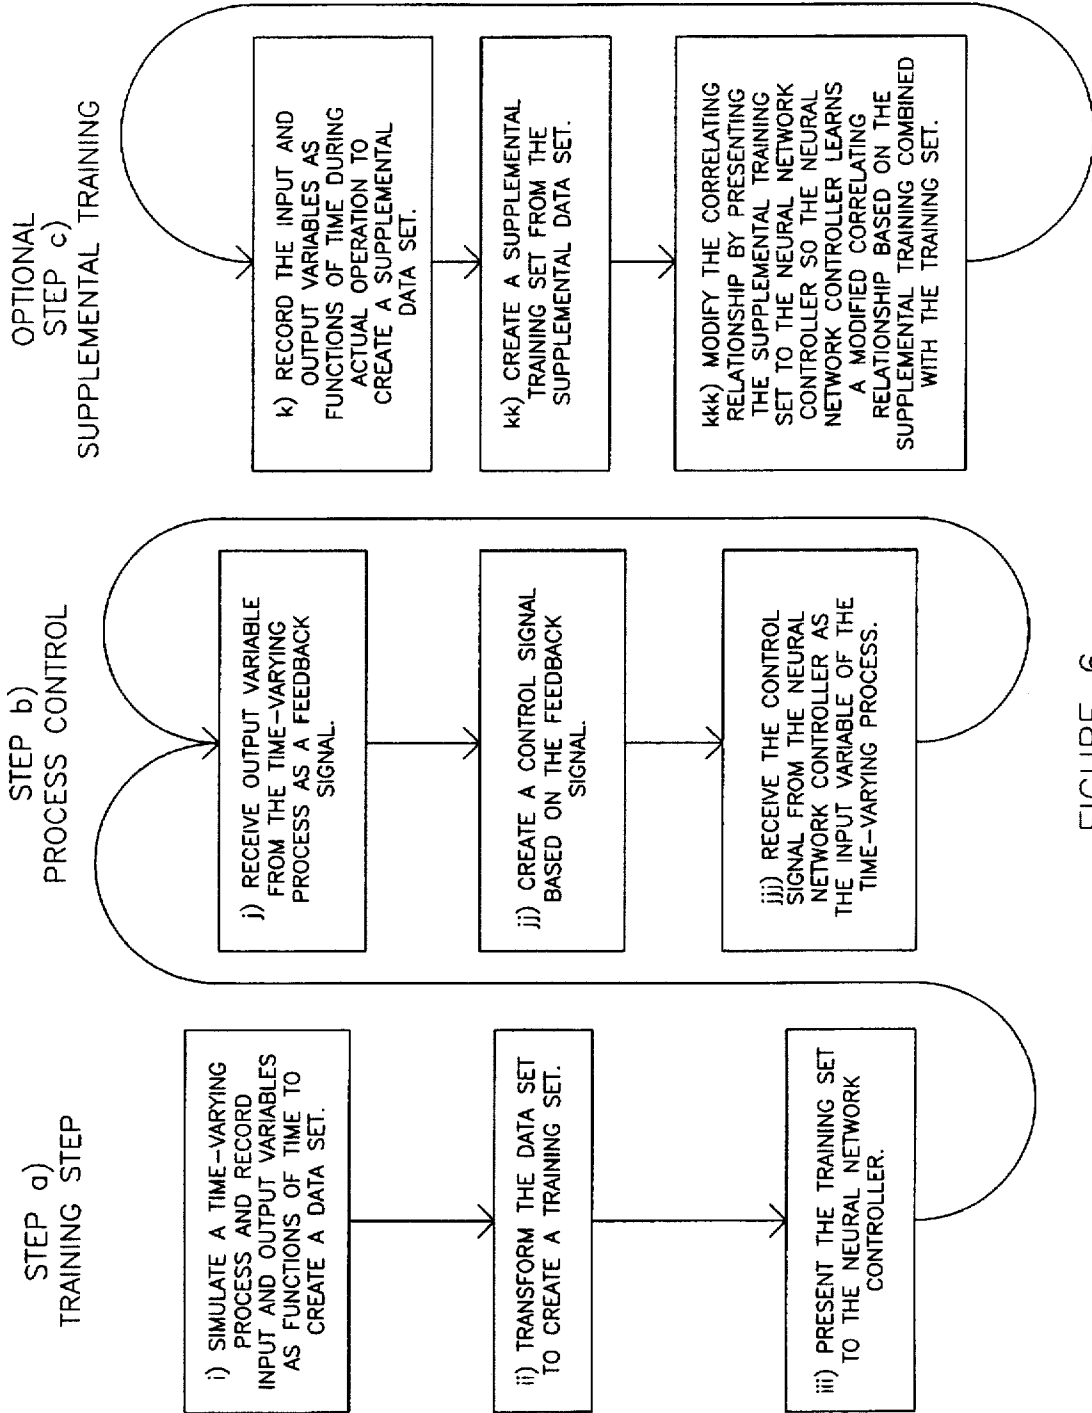 STEP a)
TRAINING STEP
i) SIMULATE A TIME-VARYING
PROCESS AND RECORD
INPUT AND OUTPUT VARIABLES
AS FUNCTIONS OF TIME TO
CREATE A DATA SET.
ii) TRANSFORM THE DATA SET
TO CREATE A TRAINING SET.
iii) PRESENT THE TRAINING SET
TO THE NEURAL NETWORK
CONTROLLER.
STEP b)
PROCESS CONTROL
j) RECEIVE OUTPUT VARIABLE
FROM THE TIME-VARYING
PROCESS AS A FEEDBACK
SIGNAL.
jj) CREATE A CONTROL SIGNAL
BASED ON THE FEEDBACK
SIGNAL.
jjj) RECEIVE THE CONTROL
SIGNAL FROM THE NEURAL
NETWORK CONTROLLER AS
THE INPUT VARIABLE OF THE
TIME-VARYING PROCESS.
OPTIONAL
STEP c)
SUPPLEMENTAL TRAINING
k) RECORD THE INPUT AND
OUTPUT VARIABLES AS
FUNCTIONS OF TIME DURING
ACTUAL OPERATION TO
CREATE A SUPPLEMENTAL
DATA SET.
kk) CREATE A SUPPLEMENTAL
TRAINING SET FROM THE
SUPPLEMENTAL DATA SET.
kkk) MODIFY THE CORRELATING
RELATIONSHIP BY PRESENTING
THE SUPPLEMENTAL TRAINING
SET TO THE NEURAL NETWORK
CONTROLLER SO THE NEURAL
NETWORK CONTROLLER LEARNS
A MODIFIED CORRELATING
RELATIONSHIP BASED ON THE
SUPPLEMENTAL TRAINING COMBINED
WITH THE TRAINING SET.
FIGURE 6